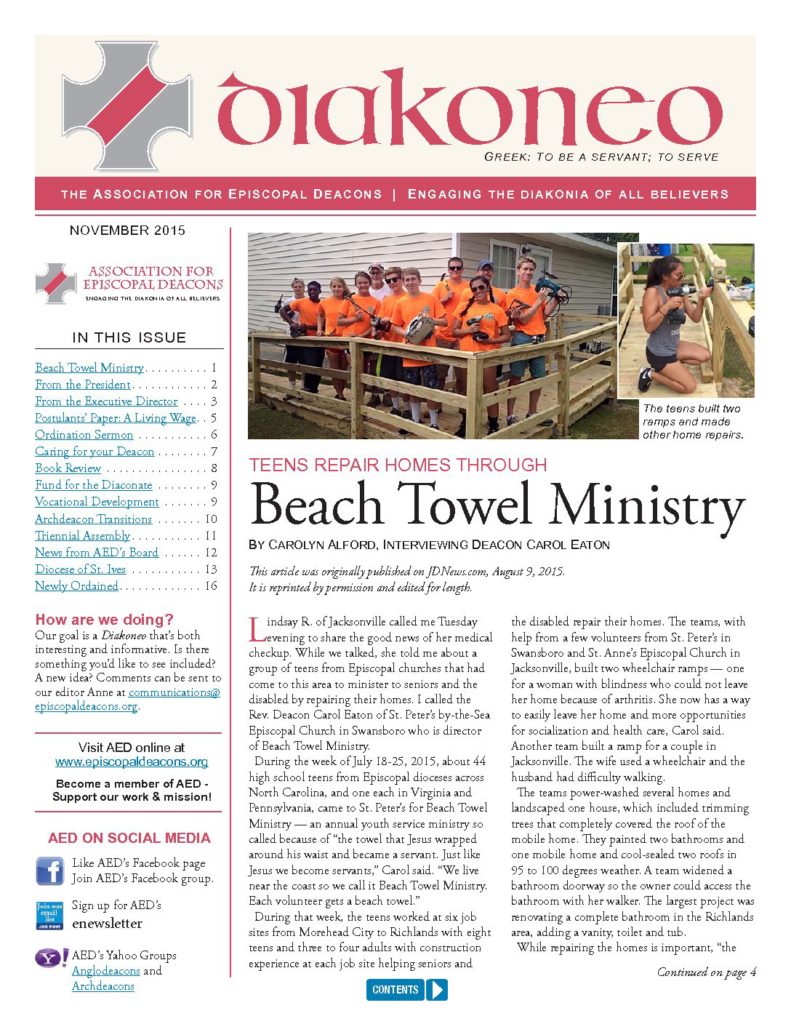 Diakoneo
Greek: To be a servant; to serve
the Association for Episcopal Deacons | Engaging the diakonia of all believers
NOVEMBER 2015
ASSOCIATION FOR
EPISCOPAL DEACONS
ENGAGING THE DIAKONIA OF ALL BELIEVERS
IN THIS ISSUE
Beach Towel Ministry. . . . . . . . . . 1
From the President. . . . . . . . . . . . 2
From the Executive Director . . . . 3
Postulants' Paper: A Living Wage. . 5
Ordination Sermon . . . . . . . . . . . 6
Caring for your Deacon . . . . . . . . 7
Book Review . . . . . . . . . . . . . . . . 8
Fund for the Diaconate . . . . . . . . 9
Vocational Development . . . . . . . 9
Archdeacon Transitions . . . . . . . 10
Triennial Assembly. . . . . . . . . . . 11
News from AED's Board . . . . . . 12
Diocese of St. Ives . . . . . . . . . . . 13
Newly Ordained. . . . . . . . . . . . . 16
How are we doing?
Our goal is a Diakoneo that's both
interesting and informative. Is there
something you'd like to see included?
A new idea? Comments can be sent to
our editor Anne at communications@
episcopaldeacons.org.
Visit AED online at
www.episcopaldeacons.org
Become a member of AED -
Support our work & mission!
AED ON SOCIAL MEDIA
Like AED's Facebook page
Join AED's Facebook group.
Join our
email
list
JOIN NOW
Sign up for AED's
enewsletter
AED's Yahoo Groups
Anglodeacons and
Archdeacons
The teens built two
ramps and made
other home repairs.
TEENS REPAIR HOMES THROUGH
Beach Towel Ministry
By Carolyn Alford, Interviewing Deacon Carol Eaton
This article was originally published on JDNews.com, August 9, 2015.
It is reprinted by permission and edited for length.
Lindsay R. of Jacksonville called me Tuesday
evening to share the good news of her medical
checkup. While we talked, she told me about a
group of teens from Episcopal churches that had
come to this area to minister to seniors and the
disabled by repairing their homes. I called the
Rev. Deacon Carol Eaton of St. Peter's by-the-Sea
Episcopal Church in Swansboro who is director
of Beach Towel Ministry.
During the week of July 18-25, 2015, about 44
high school teens from Episcopal dioceses across
North Carolina, and one each in Virginia and
Pennsylvania, came to St. Peter's for Beach Towel
Ministry — an annual youth service ministry so
called because of "the towel that Jesus wrapped
around his waist and became a servant. Just like
Jesus we become servants," Carol said. "We live
near the coast so we call it Beach Towel Ministry.
Each volunteer gets a beach towel."
During that week, the teens worked at six job
sites from Morehead City to Richlands with eight
teens and three to four adults with construction
experience at each job site helping seniors and
the disabled repair their homes. The teams, with
help from a few volunteers from St. Peter's in
Swansboro and St. Anne's Episcopal Church in
Jacksonville, built two wheelchair ramps — one
for a woman with blindness who could not leave
her home because of arthritis. She now has a way
to easily leave her home and more opportunities
for socialization and health care, Carol said.
Another team built a ramp for a couple in
Jacksonville. The wife used a wheelchair and the
husband had difficulty walking.
The teams power-washed several homes and
landscaped one house, which included trimming
trees that completely covered the roof of the
mobile home. They painted two bathrooms and
one mobile home and cool-sealed two roofs in
95 to 100 degrees weather. A team widened a
bathroom doorway so the owner could access the
bathroom with her walker. The largest project was
renovating a complete bathroom in the Richlands
area, adding a vanity, toilet and tub.
While repairing the homes is important, "the
Continued on page 4
CONTENTS